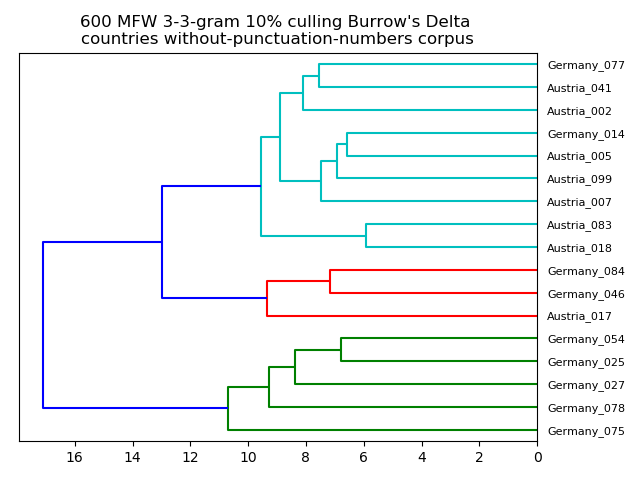 600 MFW 3-3-gram 10% culling Burrow's Delta
countries without-punctuation-numbers corpus
Germany_077
Austria_041
Austria_002
Germany_014
Austria_005
Austria_099
Austria_007
Austria_083
Austria_018
Germany_084
Germany_046
Austria_017
Germany_054
Germany_025
Germany_027
Germany_078
Germany_075
16 14 12 10 8 6 4 2 0